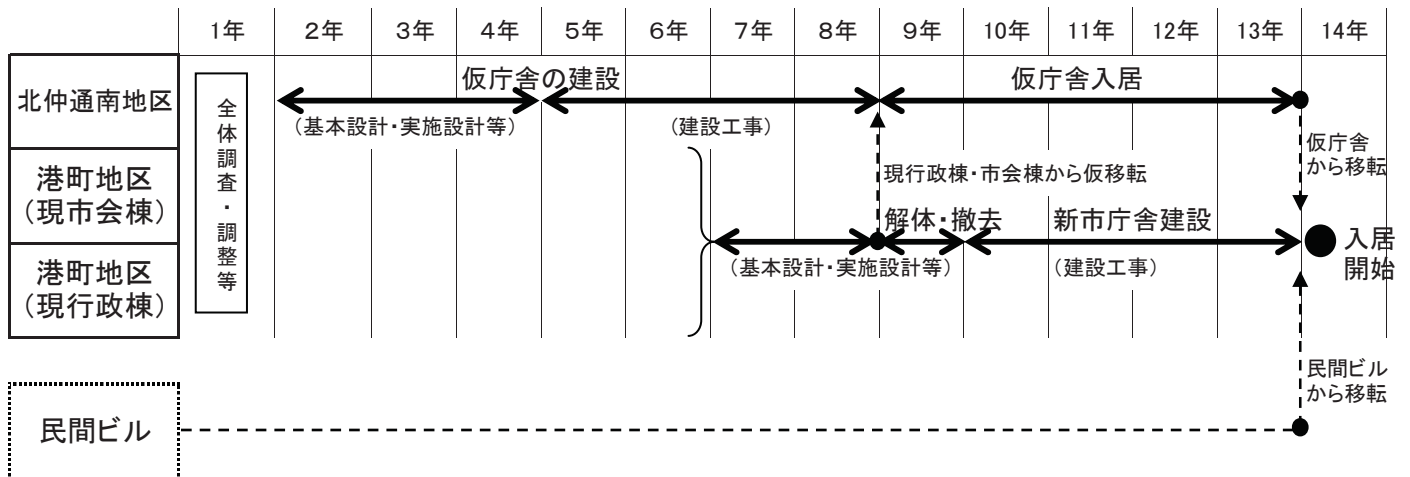 1年 2年 3年 4年 5年 6年 7年 8年 9年 10年 11年 12年 13年 14年
北仲通南地区
全体調査・調整等
仮庁舎の建設
仮庁舎入居
(基本設計・実施設計等)
(建設工事)
仮庁舎
から移転
港町地区
(現市会棟)
現行政棟・市会棟から仮移転
解体・撤去
新市庁舎建設
入居
開始
港町地区
(現行政棟)
(基本設計・実施設計等)
(建設工事)
民間ビル
から移転
民間ビル